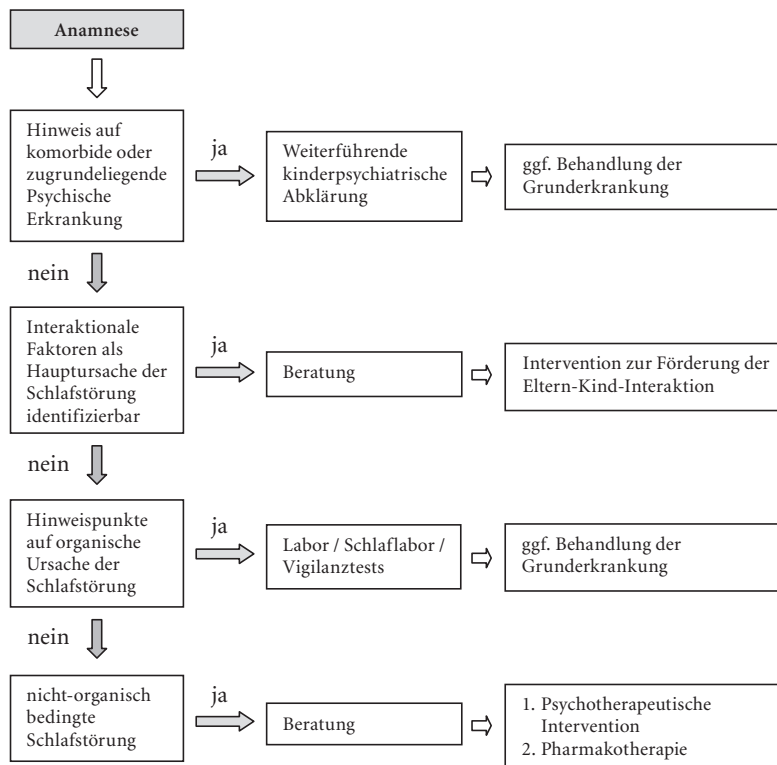 Anamnese
Hinweis auf
komorbide oder
zugrundeliegende
Psychische
Erkrankung
ja
Weiterführende
kinderpsychiatrische
Abklärung
ggf. Behandlung der
Grunderkrankung
nein
Interaktionale
Faktoren als
Hauptursache der
Schlafstörung
identifizierbar
ja
Beratung
Intervention zur Förderung der
Eltern-Kind-Interaktion
nein
Hinweispunkte
auf organische
Ursache der
Schlafstörung
ja
Labor / Schlaflabor /
Vigilanztests
ggf. Behandlung der
Grunderkrankung
nein
nicht-organisch
bedingte
Schlafstörung
ja
Beratung
1. Psychotherapeutische
Intervention
2. Pharmakotherapie